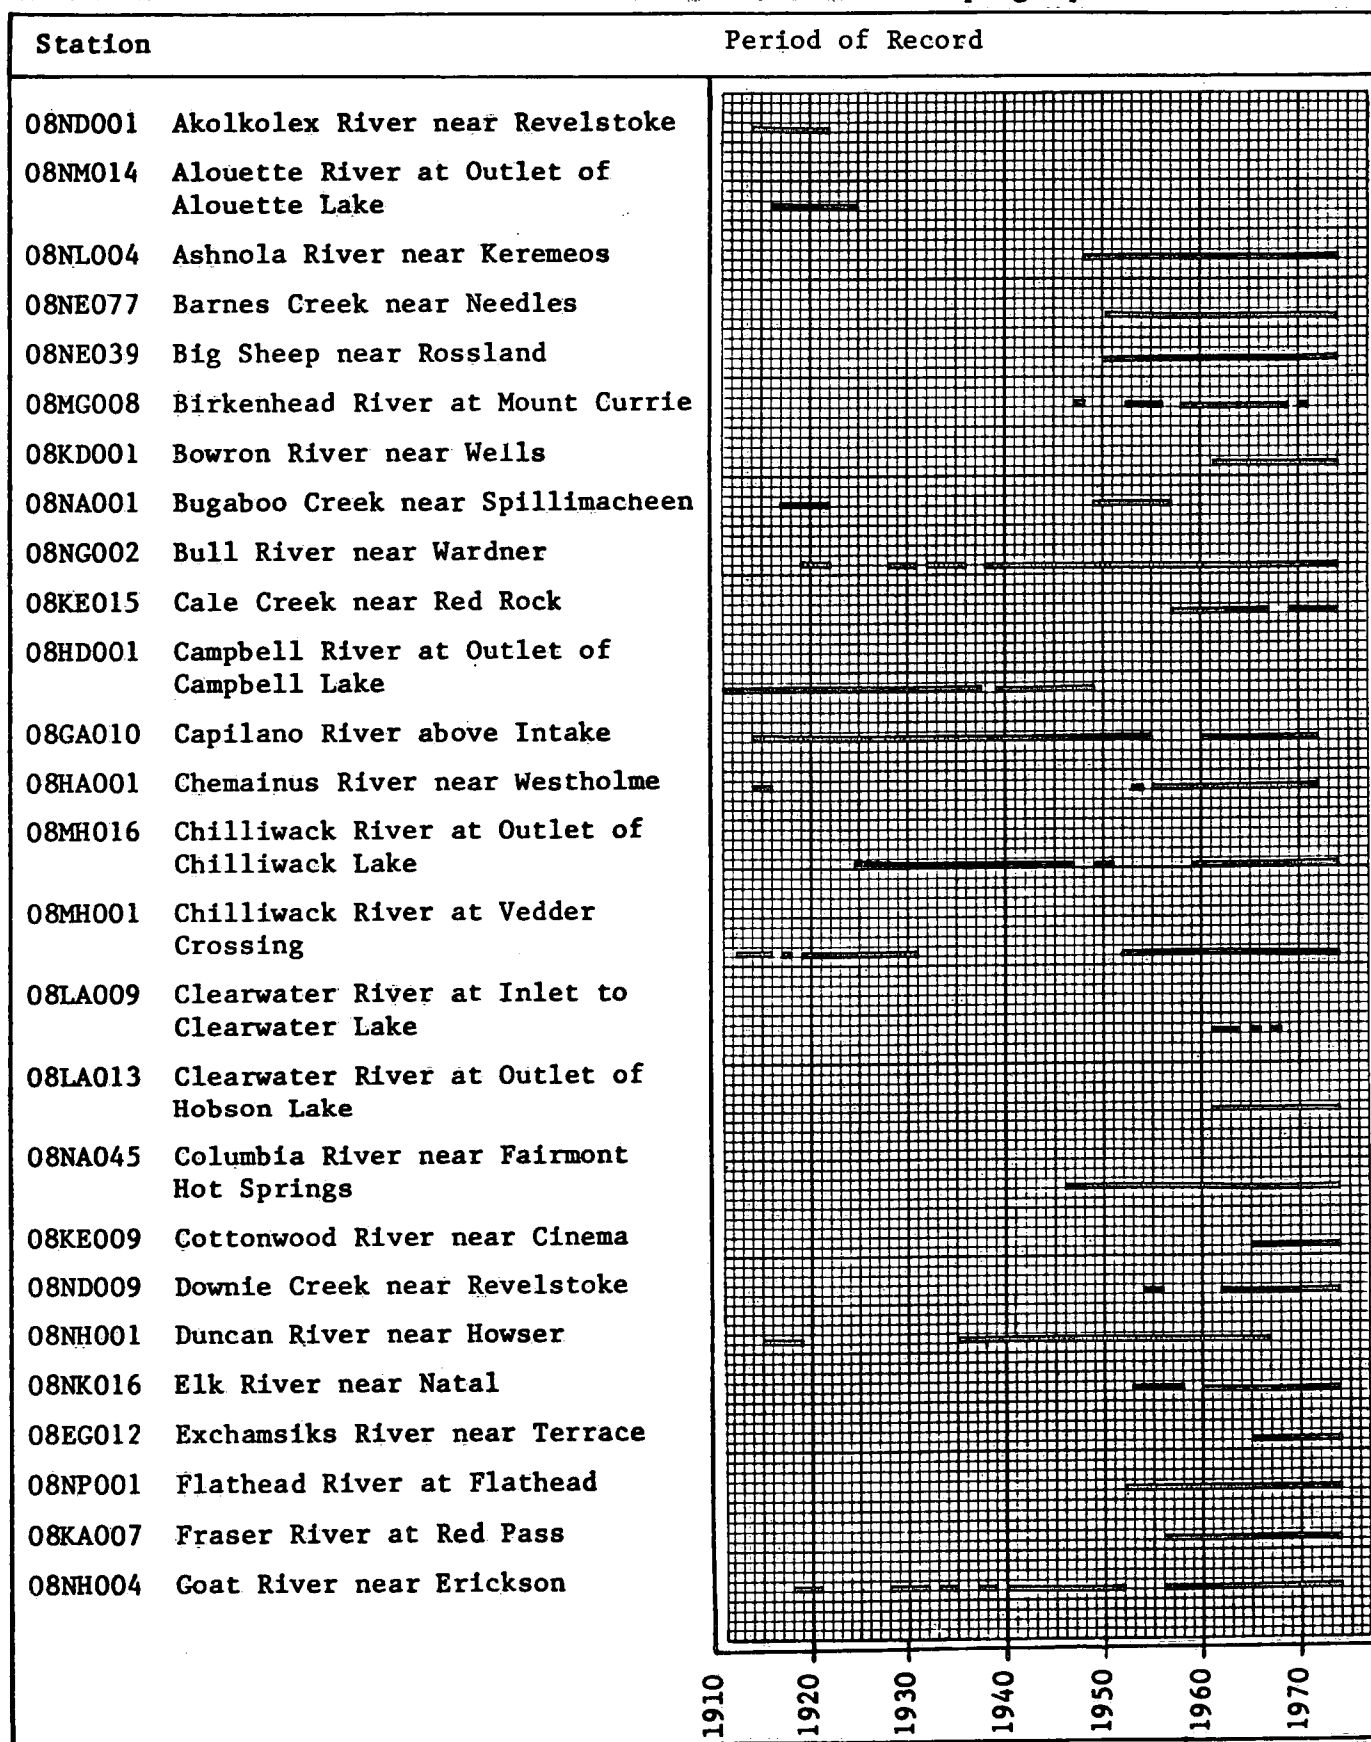 Station Period of Record
08ND001 Akolkolex River near Revelstoke
08NM014 Alouette River at Outlet of
Alouette Lake
08NL004 Ashnola River near Keremeos
08NE077 Barnes Creek near Needles
08NE039 Big Sheep near Rossland
08MG008 Birkenhead River at Mount Currie
08KD001 Bowron River near Wells
08NA001 Bugaboo Creek near Spillimacheen
08NG002 Bull River near Wardner
08KE015 Cale Creek near Red Rock
08HD001 Campbell River at Outlet of
Campbell Lake
08GA010 Capilano River above Intake
08HA001 Chemainus River near Westholme
08MH016 Chilliwack River at Outlet of
Chilliwack Lake
08MH001 Chilliwack River at Vedder
Crossing
08LA009 Clearwater River at Inlet to
Clearwater Lake
08LA013 Clearwater River at Outlet of
Hobson Lake
08NA045 Columbia River near Fairmont
Hot Springs
08KE009 Cottonwood River near Cinema
08ND009 Downie Creek near Revelstoke
08NH001 Duncan River near Howser
08NK016 Elk River near Natal
08EG012 Exchamsiks River near Terrace
08NP001 Flathead River at Flathead
08KA007 Fraser River at Red Pass
08NH004 Goat River near Erickson
1910 1920 1930 1940 1950 1960 1970